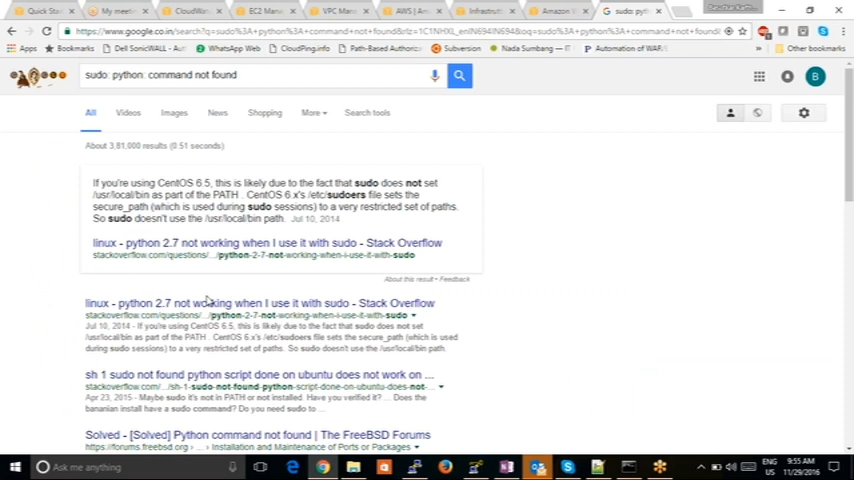 Quick Star
My meeti
CloudWat
EC2 Mana
VPC Mana
AWS | Am
Infrastruct
Amazon V
sudo: pyth
https://www.google.co.in/search?q=sudo%3A+python%3A+command+not+found&rlz=1C1NHXL_enIN694IN694&oq=sudo%3A+python%3A+command+not+found
Apps
Bookmarks
Dell SonicWALL
WhatsApp Web
CloudPing.info
Path-Based Authoriz
Subversion
Nada Sumbang — IT
Automation of WAR/
Other bookmarks
sudo: python: command not found
B
All
Videos
Images
News
Shopping
More
Search tools
About 3,81,000 results (0.51 seconds)
If you're using CentOS 6.5, this is likely due to the fact that sudo does not set
/usr/local/bin as part of the PATH . CentOS 6.x's /etc/sudoers file sets the
secure_path (which is used during sudo sessions) to a very restricted set of paths.
So sudo doesn't use the /usr/local/bin path. Jul 10, 2014
linux - python 2.7 not working when I use it with sudo - Stack Overflow
stackoverflow.com/questions/.../python-2-7-not-working-when-i-use-it-with-sudo
About this result • Feedback
linux - python 2.7 not working when I use it with sudo - Stack Overflow
stackoverflow.com/questions/.../python-2-7-not-working-when-i-use-it-with-sudo
Jul 10, 2014 - If you're using CentOS 6.5, this is likely due to the fact that sudo does not set
/usr/local/bin as part of the PATH . CentOS 6.x's /etc/sudoers file sets the secure_path (which is
used during sudo sessions) to a very restricted set of paths. So sudo doesn't use the /usr/local/bin path.
sh 1 sudo not found python script done on ubuntu does not work on ...
stackoverflow.com/.../sh-1-sudo-not-found-python-script-done-on-ubuntu-does-not-...
Apr 23, 2015 - Maybe sudo it's not in PATH or not installed. Have you verified it? ... Does the
bananian install have a sudo command? Do you need sudo to ...
Solved - [Solved] Python command not found | The FreeBSD Forums
https://forums.freebsd.org › ... › Installation and Maintenance of Ports or Packages
Ask me anything
ENG
US
9:55 AM
11/29/2016